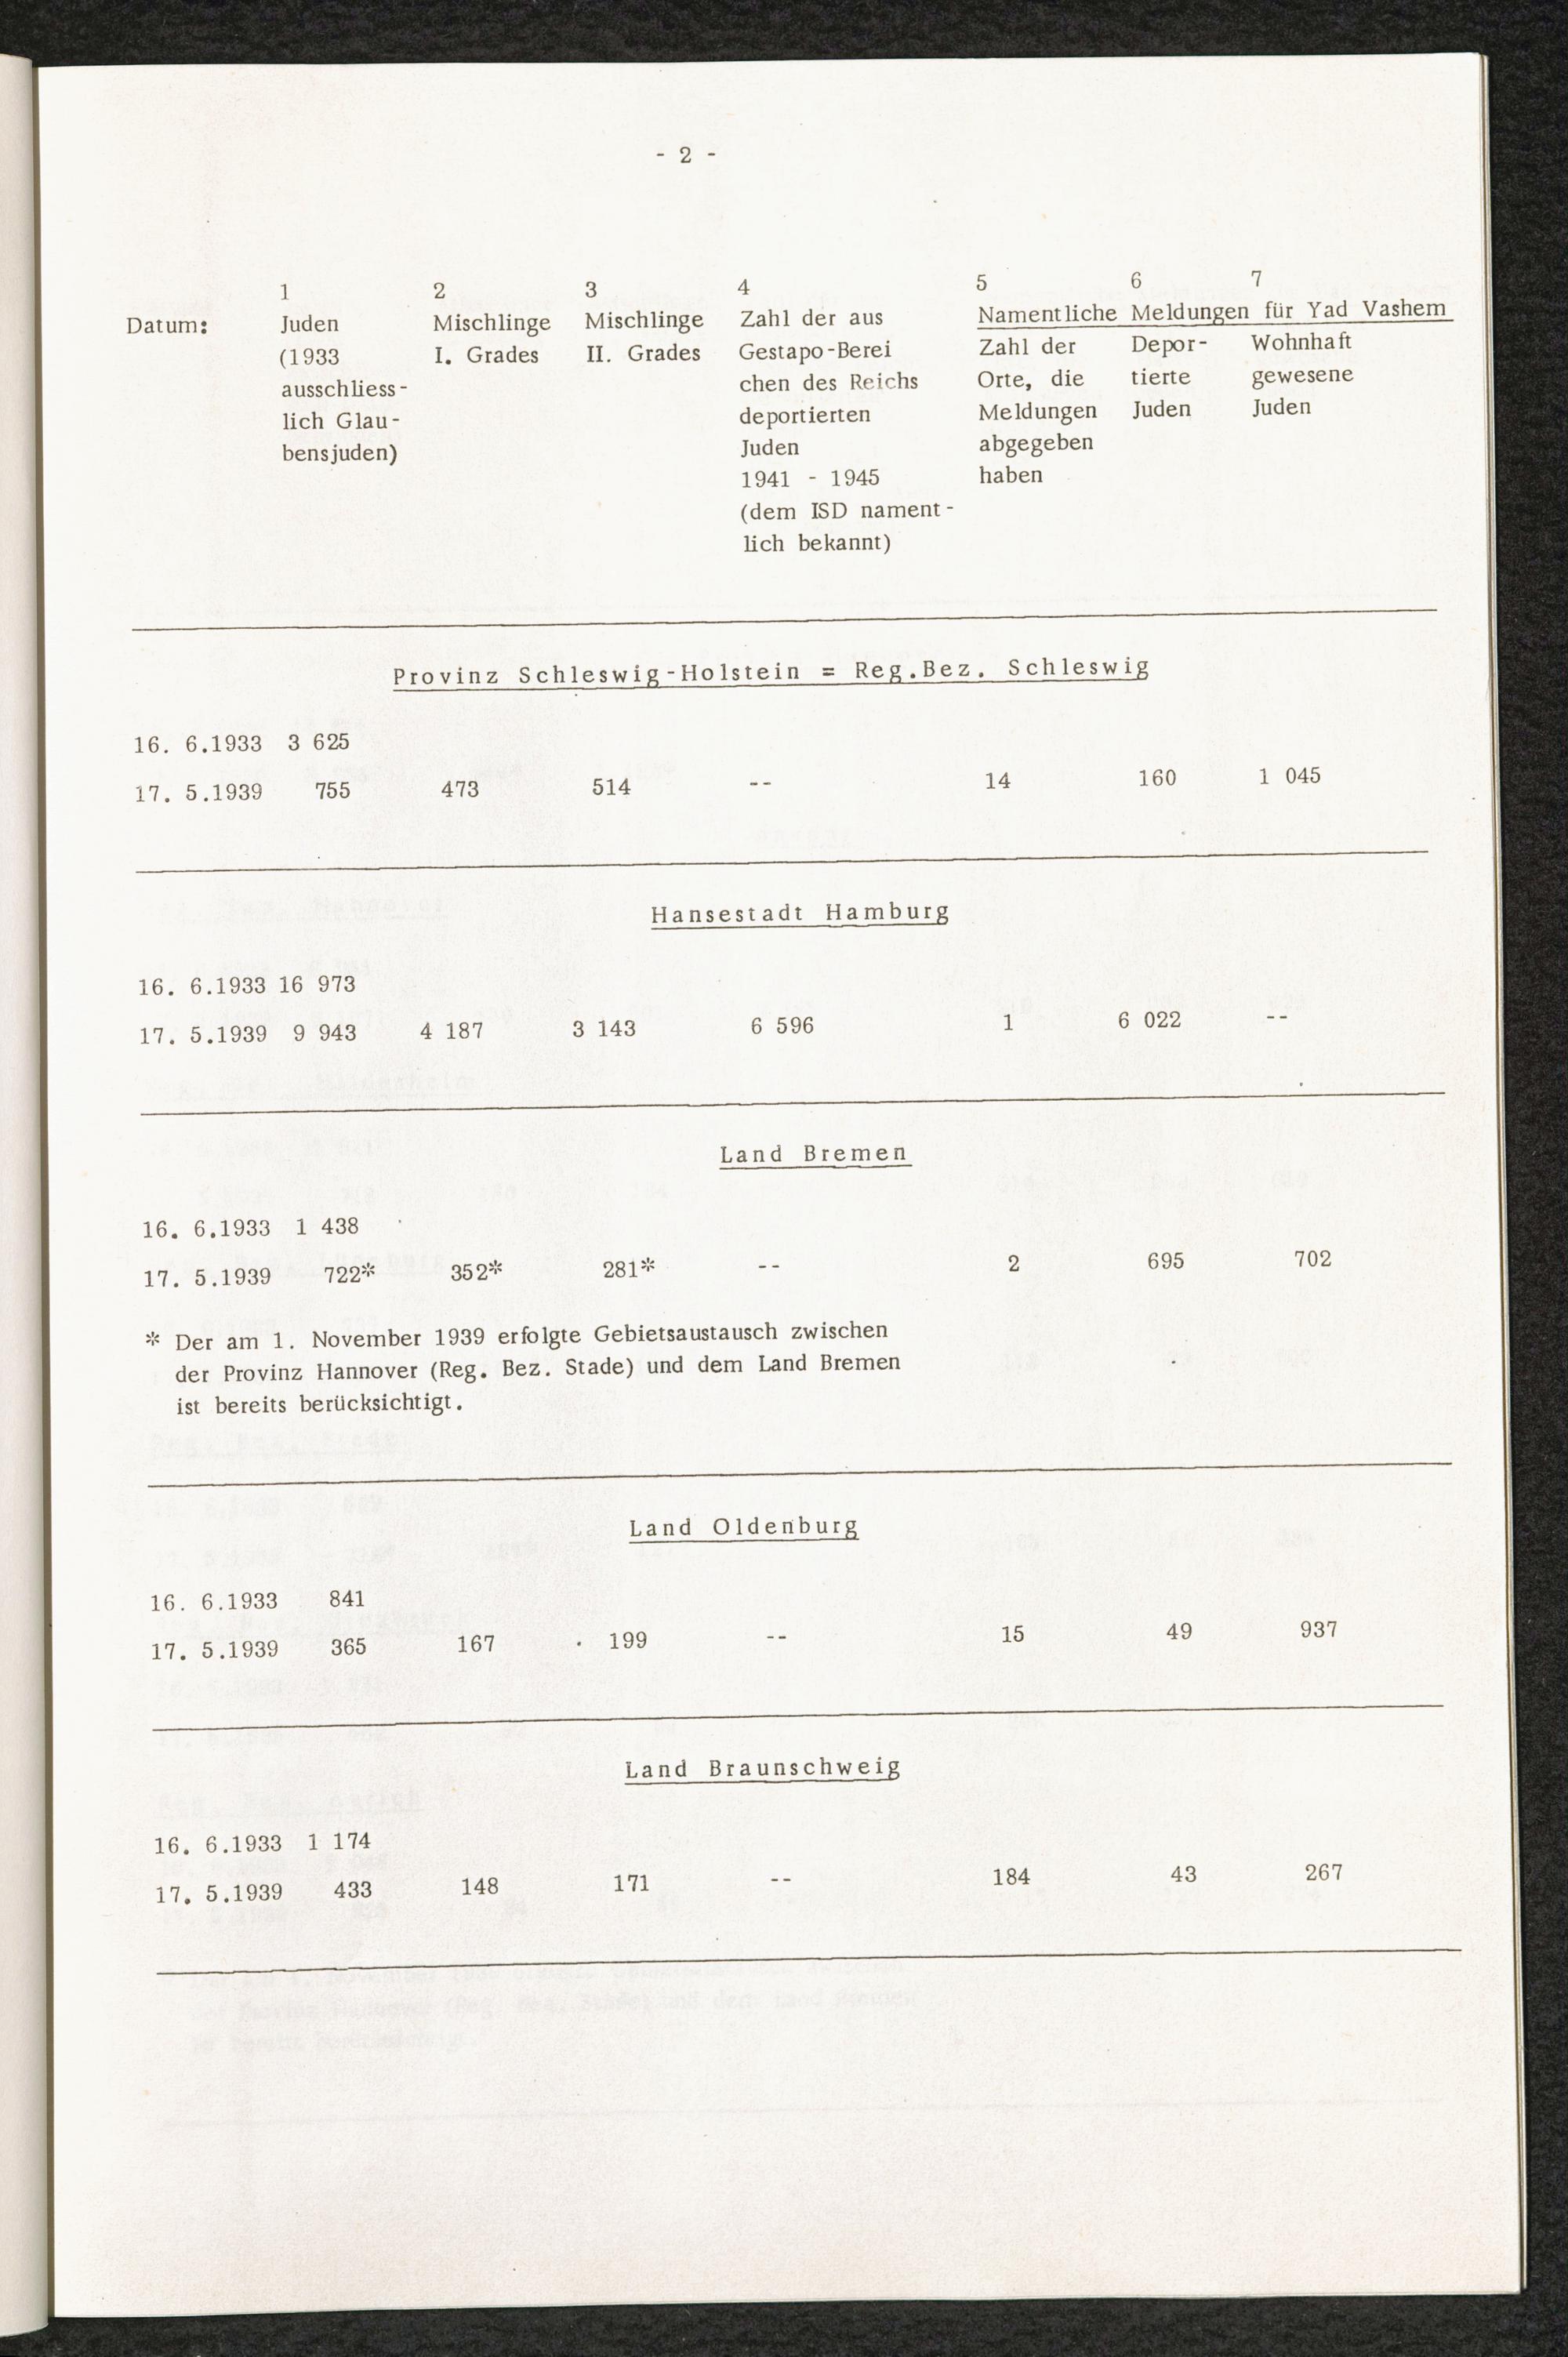 - 2 -
1 2 3 4 5 6 7
Datum: Juden Mischlinge Mischlinge Zahl der aus Namentliche Meldungen für Yad Vashem
(1933 I. Grades II. Grades Gestapo-Berei Zahl der Depor- Wohnhaft
ausschliess- chen des Reichs Orte, die tierte gewesene
lich Glau- deportierten Meldungen Juden Juden
bensjuden) Juden abgegeben
1941 - 1945 haben
(dem ISD nament-
lich bekannt)
Provinz Schleswig-Holstein = Reg.Bez. Schleswig
16. 6.1933 3 625
17. 5.1939 755 473 514 -- 14 160 1 045
Hansestadt Hamburg
16. 6.1933 16 973
17. 5.1939 9 943 4 187 3 143 6 596 1 6 022 --
Land Bremen
16. 6.1933 1 438
17. 5.1939 722* 352* 281* -- 2 695 702
* Der am 1. November 1939 erfolgte Gebietsaustausch zwischen
der Provinz Hannover (Reg. Bez. Stade) und dem Land Bremen
ist bereits berücksichtigt.
Land Oldenburg
16. 6.1933 841
17. 5.1939 365 167 199 -- 15 49 937
Land Braunschweig
16. 6.1933 1 174
17. 5.1939 433 148 171 -- 184 43 267